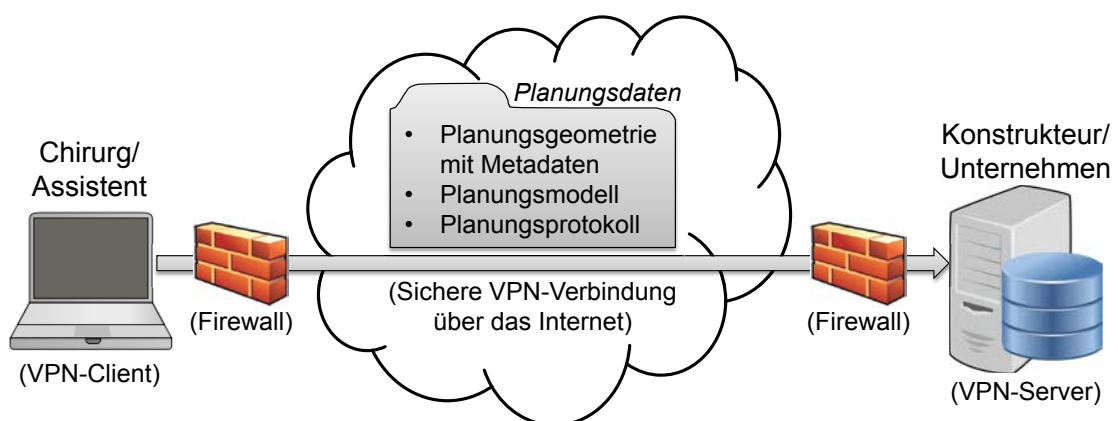 Planungsdaten
• Planungsgeometrie
mit Metadaten
• Planungsmodell
• Planungsprotokoll
Chirurg/
Assistent
(VPN-Client)
(Firewall)
(Sichere VPN-Verbindung
über das Internet)
(Firewall)
Konstrukteur/
Unternehmen
(VPN-Server)